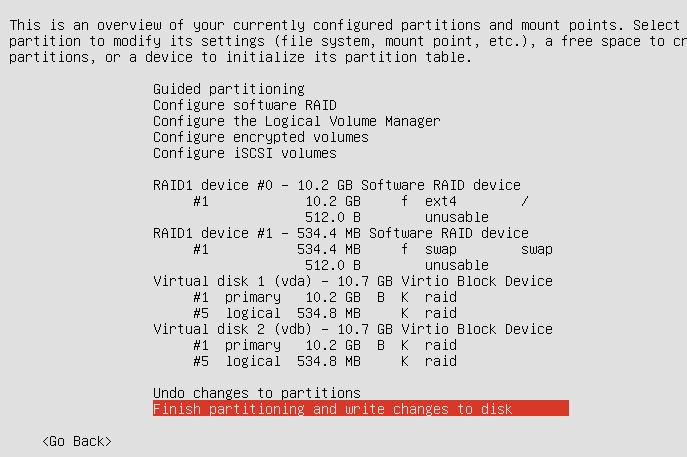 This is an overview of your currently configured partitions and mount points. Select
partition to modify its settings (file system, mount point, etc.), a free space to cr
partitions, or a device to initialize its partition table.
Guided partitioning
Configure software RAID
Configure the Logical Volume Manager
Configure encrypted volumes
Configure iSCSI volumes
RAID1 device #0 - 10.2 GB Software RAID device
#1 10.2 GB f ext4 /
512.0 B unusable
RAID1 device #1 - 534.4 MB Software RAID device
#1 534.4 MB f swap swap
512.0 B unusable
Virtual disk 1 (vda) - 10.7 GB Virtio Block Device
#1 primary 10.2 GB B K raid
#5 logical 534.8 MB K raid
Virtual disk 2 (vdb) - 10.7 GB Virtio Block Device
#1 primary 10.2 GB B K raid
#5 logical 534.8 MB K raid
Undo changes to partitions
Finish partitioning and write changes to disk
<Go Back>